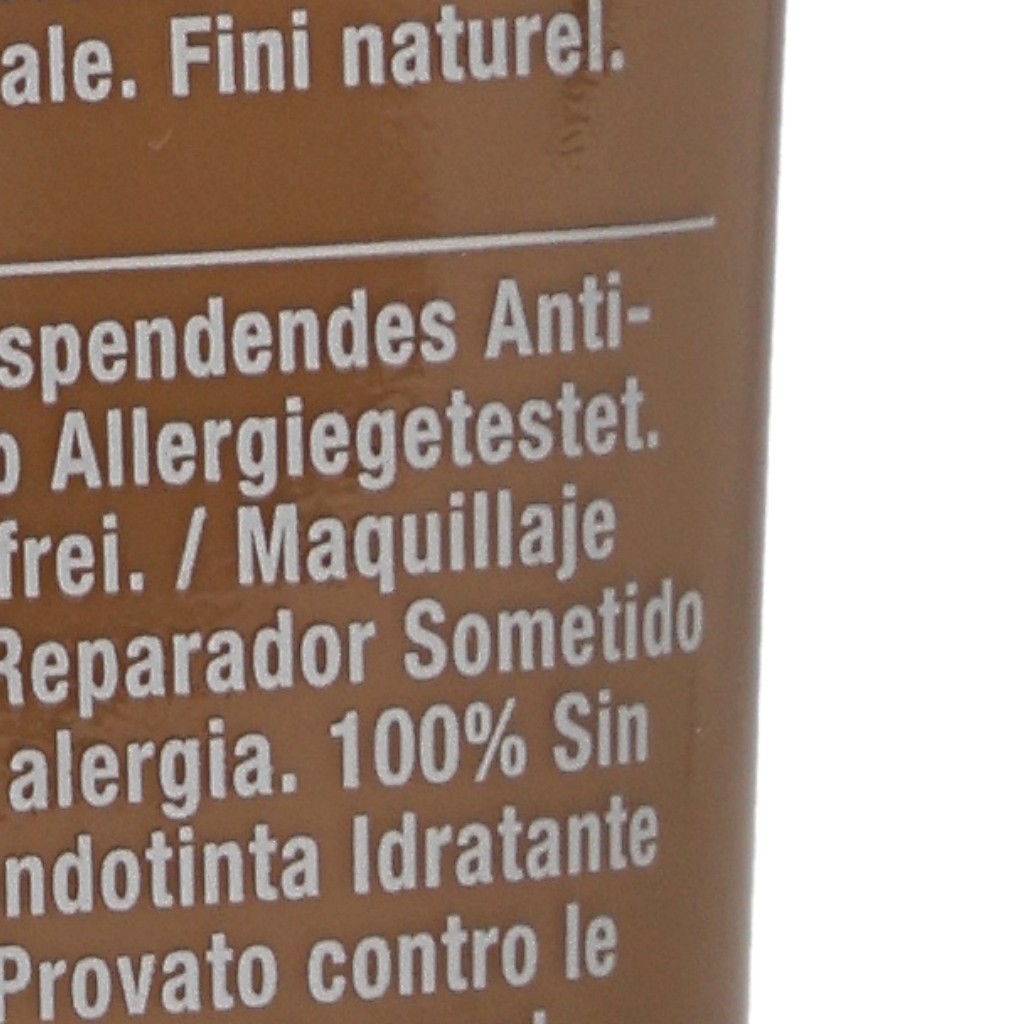 ale. Fini naturel.
spendendes Anti-
Allergiegetestet.
frei. / Maquillaje
Reparador Sometido
alergia. 100% Sin
ndotinta Idratante
Provato contro le